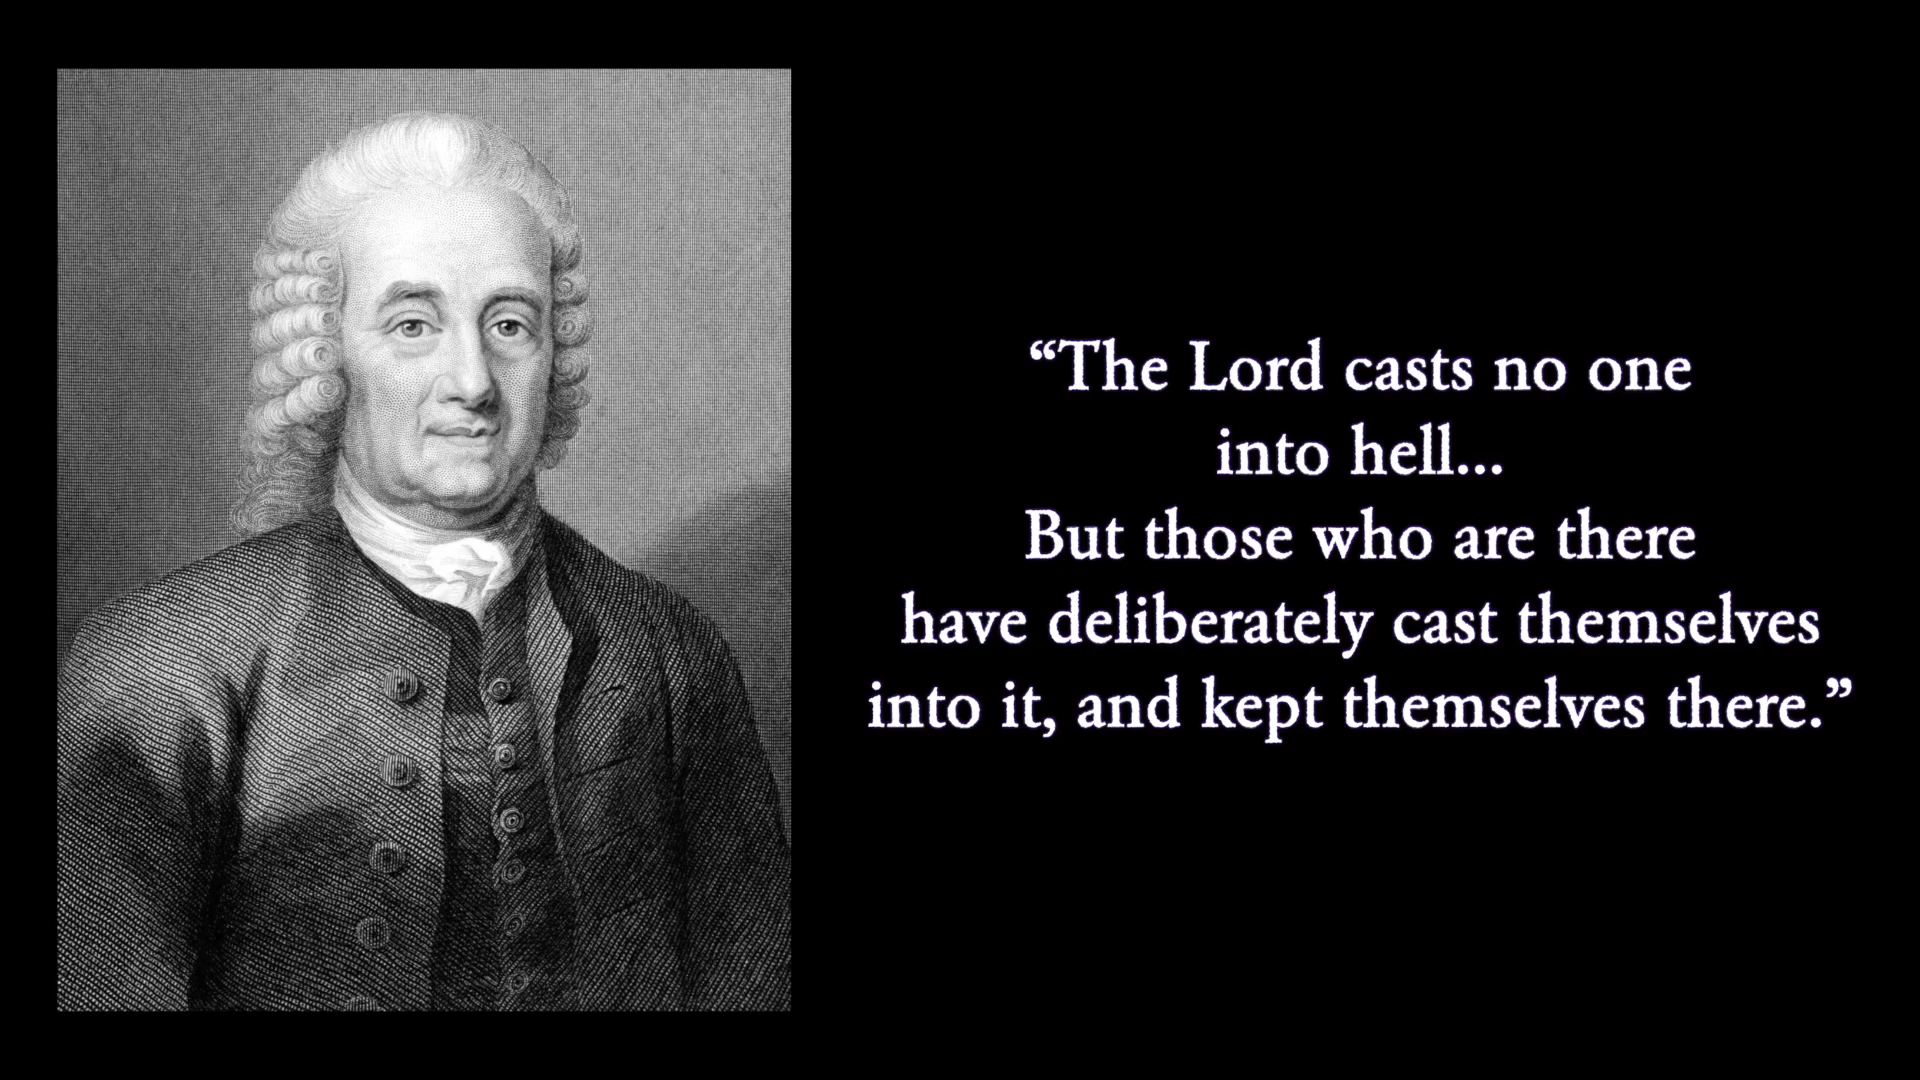 “The Lord casts no one
into hell...
But those who are there
have deliberately cast themselves
into it, and kept themselves there.”